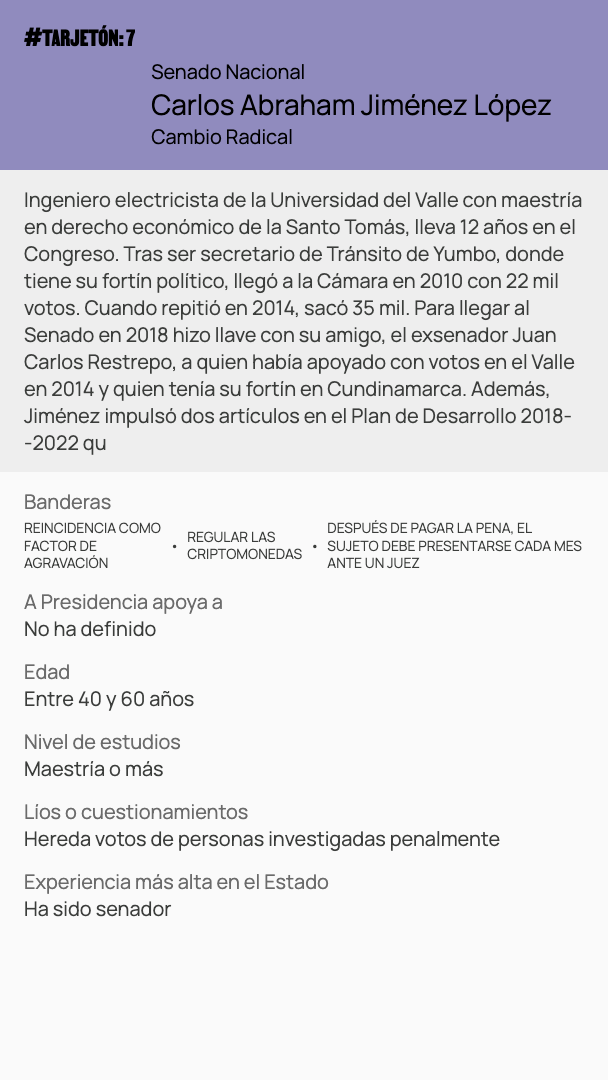 #TARJETÓN: 7
Senado Nacional
Carlos Abraham Jiménez López
Cambio Radical
Ingeniero electricista de la Universidad del Valle con maestría
en derecho económico de la Santo Tomás, lleva 12 años en el
Congreso. Tras ser secretario de Tránsito de Yumbo, donde
tiene su fortín político, llegó a la Cámara en 2010 con 22 mil
votos. Cuando repitió en 2014, sacó 35 mil. Para llegar al
Senado en 2018 hizo llave con su amigo, el exsenador Juan
Carlos Restrepo, a quien había apoyado con votos en el Valle
en 2014 y quien tenía su fortín en Cundinamarca. Además,
Jiménez impulsó dos artículos en el Plan de Desarrollo 2018-
-2022 qu
Banderas
REINCIDENCIA COMO
FACTOR DE
AGRAVACIÓN
• REGULAR LAS
CRIPTOMONEDAS
• DESPUÉS DE PAGAR LA PENA, EL
SUJETO DEBE PRESENTARSE CADA MES
ANTE UN JUEZ
A Presidencia apoya a
No ha definido
Edad
Entre 40 y 60 años
Nivel de estudios
Maestría o más
Líos o cuestionamientos
Hereda votos de personas investigadas penalmente
Experiencia más alta en el Estado
Ha sido senador